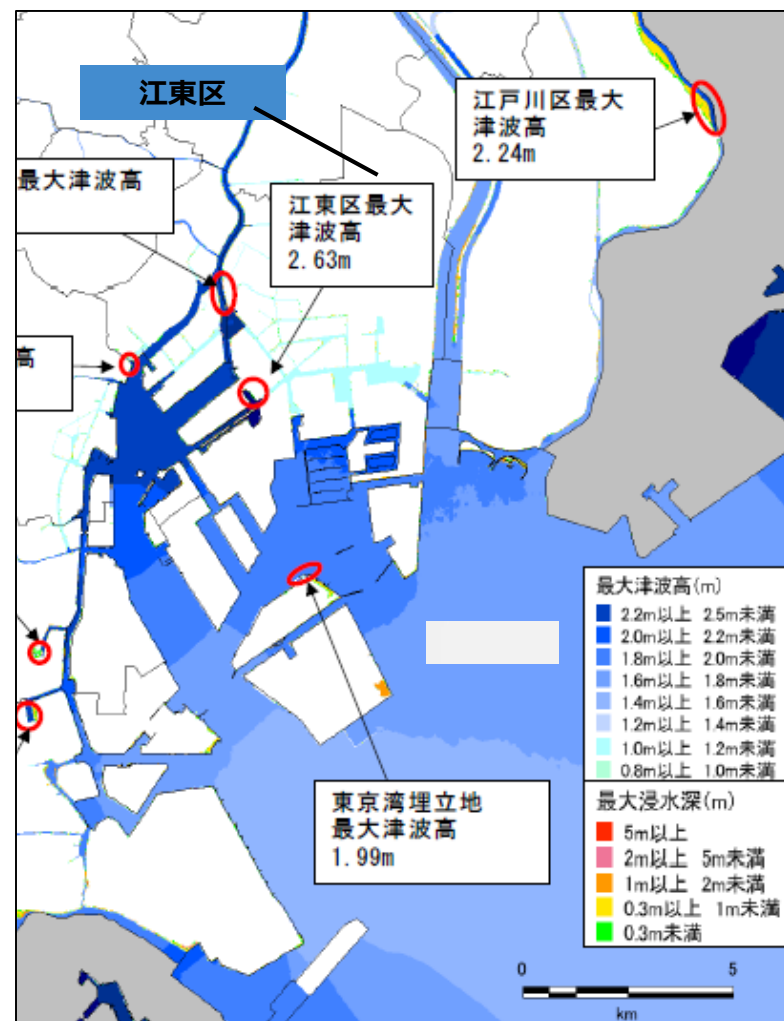 江東区
江戸川区最大
津波高
2.24m
最大津波高
江東区最大
津波高
2.63m
高
東京湾埋立地
最大津波高
1.99m
最大津波高(m)
2.2m以上 2.5m未満
2.0m以上 2.2m未満
1.8m以上 2.0m未満
1.6m以上 1.8m未満
1.4m以上 1.6m未満
1.2m以上 1.4m未満
1.0m以上 1.2m未満
0.8m以上 1.0m未満
最大浸水深(m)
5m以上
2m以上 5m未満
1m以上 2m未満
0.3m以上 1m未満
0.3m未満
0 5
km